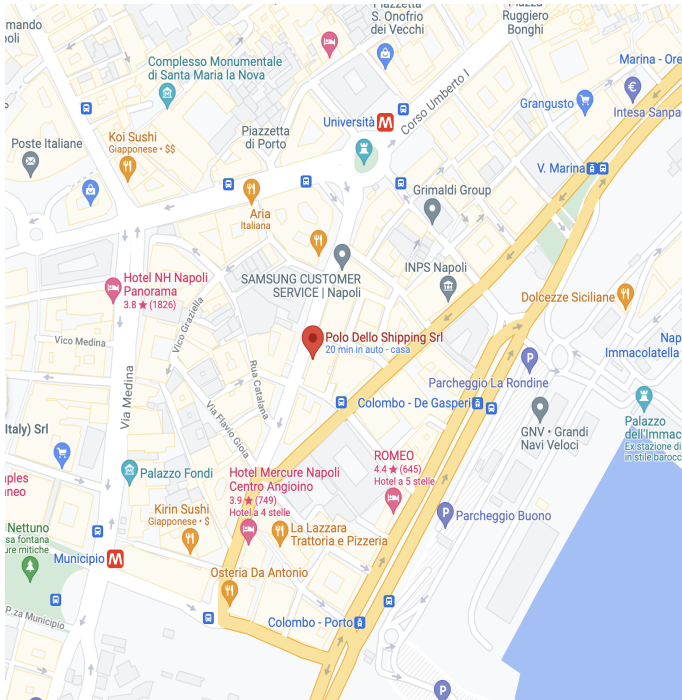 mando
oli
Piazzetta
S. Onofrio
dei Vecchi
Piazza
Ruggiero
Borghi
Complesso Monumentale
di Santa Maria la Nova
Marina - Ore
Grangusto
€
Intesa Sanpa
Università
M
Corso Umberto I
Koi Sushi
Giapponese • $$
Piazzetta
di Porto
Poste Italiane
V. Marina
Grimaldi Group
Aria
Italiana
SAMSUNG CUSTOMER
SERVICE | Napoli
INPS Napoli
Hotel NH Napoli
Panorama
3.8 ★ (1826)
Dolcezze Siciliane
Vico Graziella
Vico Medina
Polo Dello Shipping Srl
20 min in auto - casa
Nap
Immacolatella
P
Parcheggio La Rondine
Via Medina
Rua Catalana
Via Flavio Gioia
Colombo - De Gasperi
GNV • Grandi
Navi Veloci
Palazzo
dell'Immac
Ex stazione di
in stile barocc
Italy) Srl
ROMEO
4.4 ★ (645)
Hotel a 5 stelle
Palazzo Fondi
Hotel Mercure Napoli
Centro Angioino
3.9 ★ (749)
Hotel a 4 stelle
aples
neo
Kirin Sushi
Giapponese • $
P
Parcheggio Buono
La Lazzara
Trattoria e Pizzeria
Nettuno
sa fontana
ure mitiche
Municipio
M
Osteria Da Antonio
P.za Municipio
Colombo - Porto
P